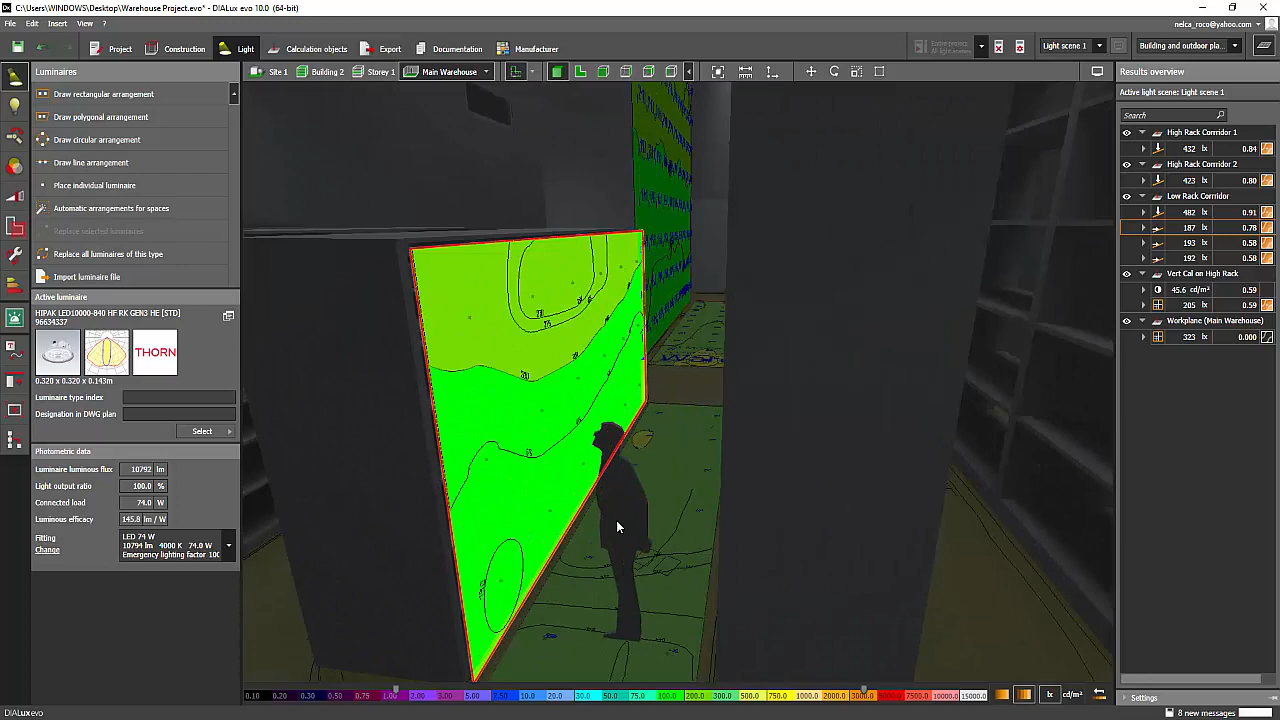 C:\Users\WINDOWS\Desktop\Warehouse Project.evo* - DIALux evo 10.0 (64-bit)
File Edit Insert View ?
nelca_roco@yahoo.com
Project Construction Light Calculation objects Export Documentation Manufacturer
Entire project
Light scene 1
Building and outdoor pla...
Luminaires
Site 1 Building 2 Storey 1 Main Warehouse
Results overview
Active light scene: Light scene 1
Search
Draw rectangular arrangement
Draw polygonal arrangement
Draw circular arrangement
Draw line arrangement
Place individual luminaire
Automatic arrangements for spaces
Replace selected luminaires
Replace all luminaires of this type
Import luminaire file
High Rack Corrridor 1
432 lx 0.84
High Rack Corrridor 2
423 lx 0.80
Low Rack Corrridor
482 lx 0.91
187 lx 0.78
193 lx 0.58
192 lx 0.58
Vert Cal on High Rack
45.6 cd/m² 0.59
205 lx 0.59
Workplane (Main Warehouse)
323 lx 0.000
Active luminaire
HIPAK LED10000-840 HF RK GEN3 HE [STD]
96634337
THORN
0.320 x 0.320 x 0.143m
Luminaire type index
Designation in DWG plan
Select
Photometric data
Luminaire luminous flux 10792 lm
Light output ratio 100.0 %
Connected load 74.0 W
Luminous efficacy 145.8 lm / W
Fitting
Change
LED 74 W
10794 lm 4000 K 74.0 W
Emergency lighting factor 100
0.10 0.20 0.30 0.50 0.75 1.00 2.00 3.00 5.00 7.50 10.0 20.0 30.0 50.0 75.0 100.0 200.0 300.0 500.0 750.0 1000.0 2000.0 3000.0 5000.0 7500.0 10000.0 15000.0 lx cd/m²
Settings
DIALuxevo
8 new messages